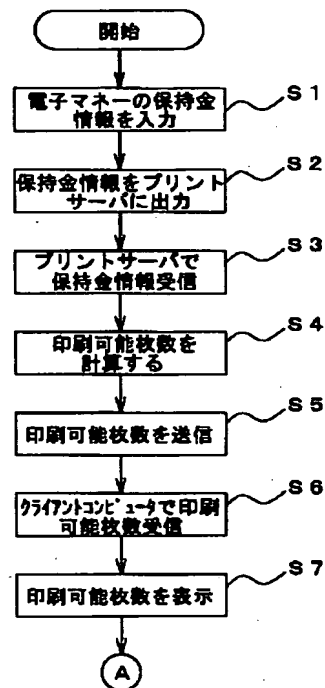 開始
電子マネーの保持金
情報を入力
S1
保持金情報をプリント
サーバに出力
S2
プリントサーバで
保持金情報受信
S3
印刷可能枚数を
計算する
S4
印刷可能枚数を送信
S5
クライアントコンピュータで印刷
可能枚数受信
S6
印刷可能枚数を表示
S7
A